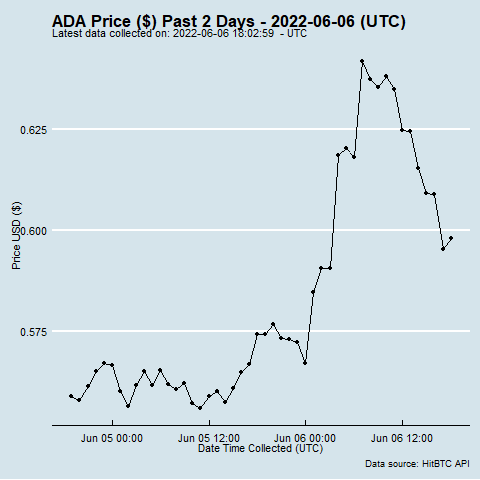 ADA Price ($) Past 2 Days - 2022-06-06 (UTC)
Latest data collected on: 2022-06-06 18:02:59 - UTC
0.625
0.600
0.575
Price USD ($)
Jun 05 00:00 Jun 05 12:00 Jun 06 00:00 Jun 06 12:00
Date Time Collected (UTC)
Data source: HitBTC API